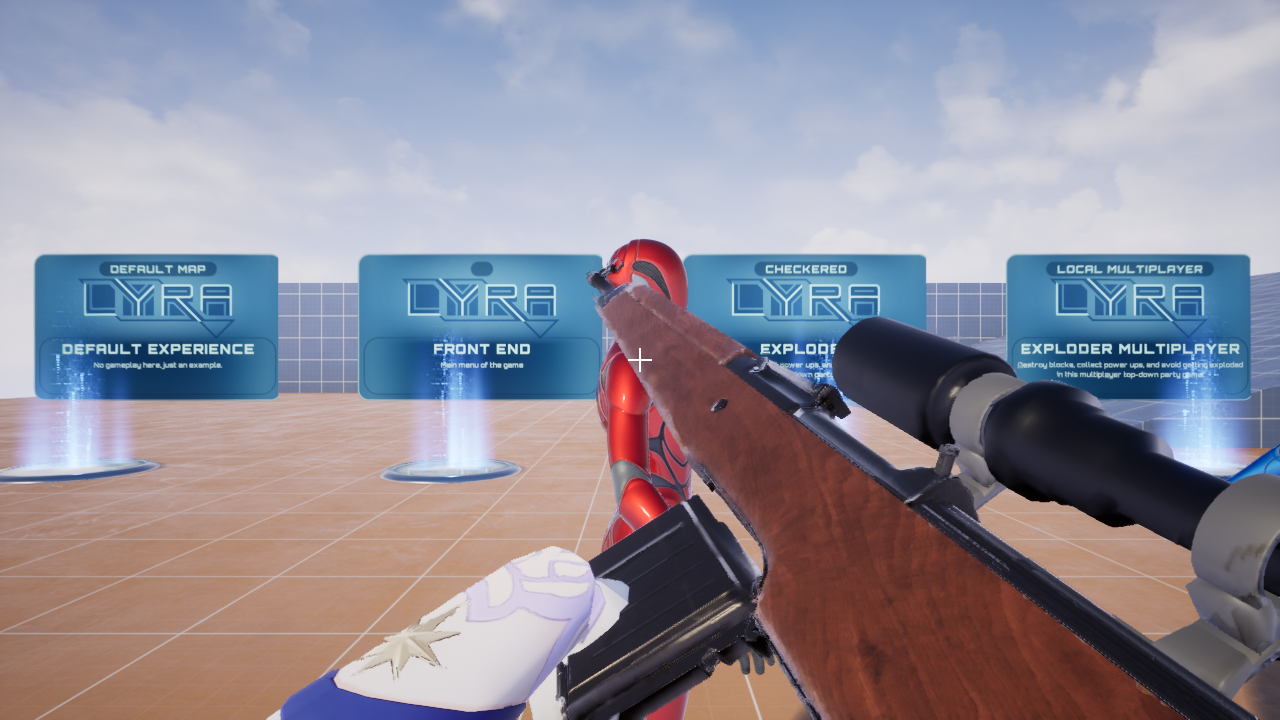 DEFAULT MAP
LYRA
DEFAULT EXPERIENCE
No gameplay here, just an example.
LYRA
FRONT END
Main menu of the game
CHECKERED
LYRA
LOCAL MULTIPLAYER
LYRA
EXPLODER MULTIPLAYER
Destroy blocks, collect power ups, and avoid getting exploded
in this multiplayer top-down party game.